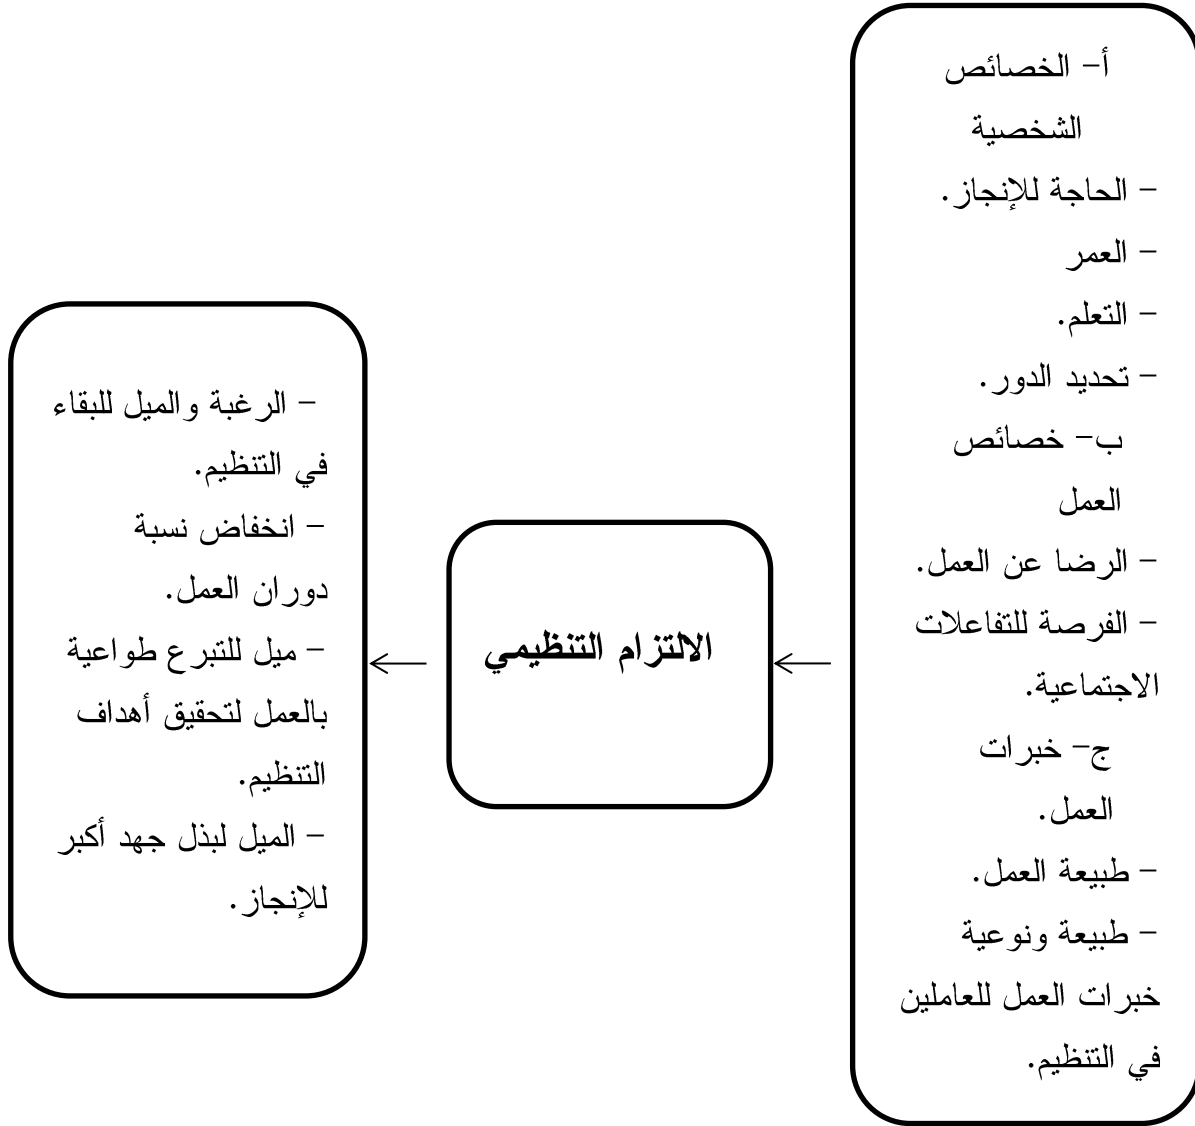 أ- الخصائص
الشخصية
- الحاجة للإنجاز.
- العمر
- التعلم.
- تحديد الدور.
ب- خصائص
العمل
- الرضا عن العمل.
- الفرصة للتفاعلات
الاجتماعية.
ج- خبرات
العمل.
- طبيعة العمل.
- طبيعة ونوعية
خبرات العمل للعاملين
في التنظيم.
الالتزام التنظيمي
- الرغبة والميل للبقاء
في التنظيم.
- انخفاض نسبة
دوران العمل.
- ميل للتبرع طواعية
بالعمل لتحقيق أهداف
التنظيم.
- الميل لبذل جهد أكبر
للإنجاز.